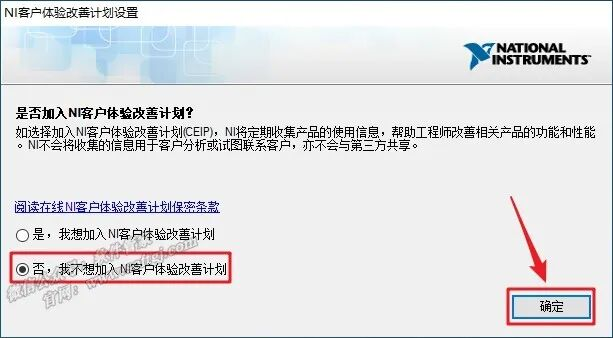 NI客户体验改善计划设置
NATIONAL
INSTRUMENTS
是否加入NI客户体验改善计划?
如选择加入NI客户体验改善计划(CEIP)，NI将定期收集产品的使用信息，帮助工程师改善相关产品的功能和性能
。NI不会将收集的信息用于客户分析或试图联系客户，亦不会与第三方共享。
阅读在线NI客户体验改善计划保密条款
是，我想加入NI客户体验改善计划
否，我不想加入NI客户体验改善计划
确定